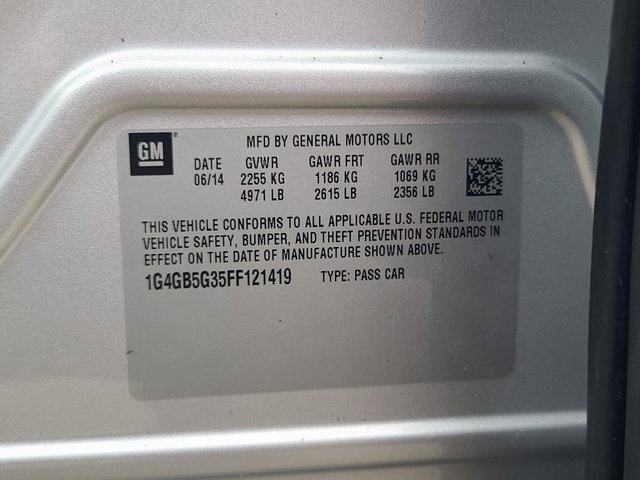 GM
MFD BY GENERAL MOTORS LLC
DATE GVWR GAWR FRT GAWR RR
06/14 2255 KG 1186 KG 1069 KG
4971 LB 2615 LB 2356 LB
THIS VEHICLE CONFORMS TO ALL APPLICABLE U.S. FEDERAL MOTOR
VEHICLE SAFETY, BUMPER, AND THEFT PREVENTION STANDARDS IN
EFFECT ON THE DATE OF MANUFACTURE SHOWN ABOVE.
1G4GB5G35FF121419 TYPE: PASS CAR